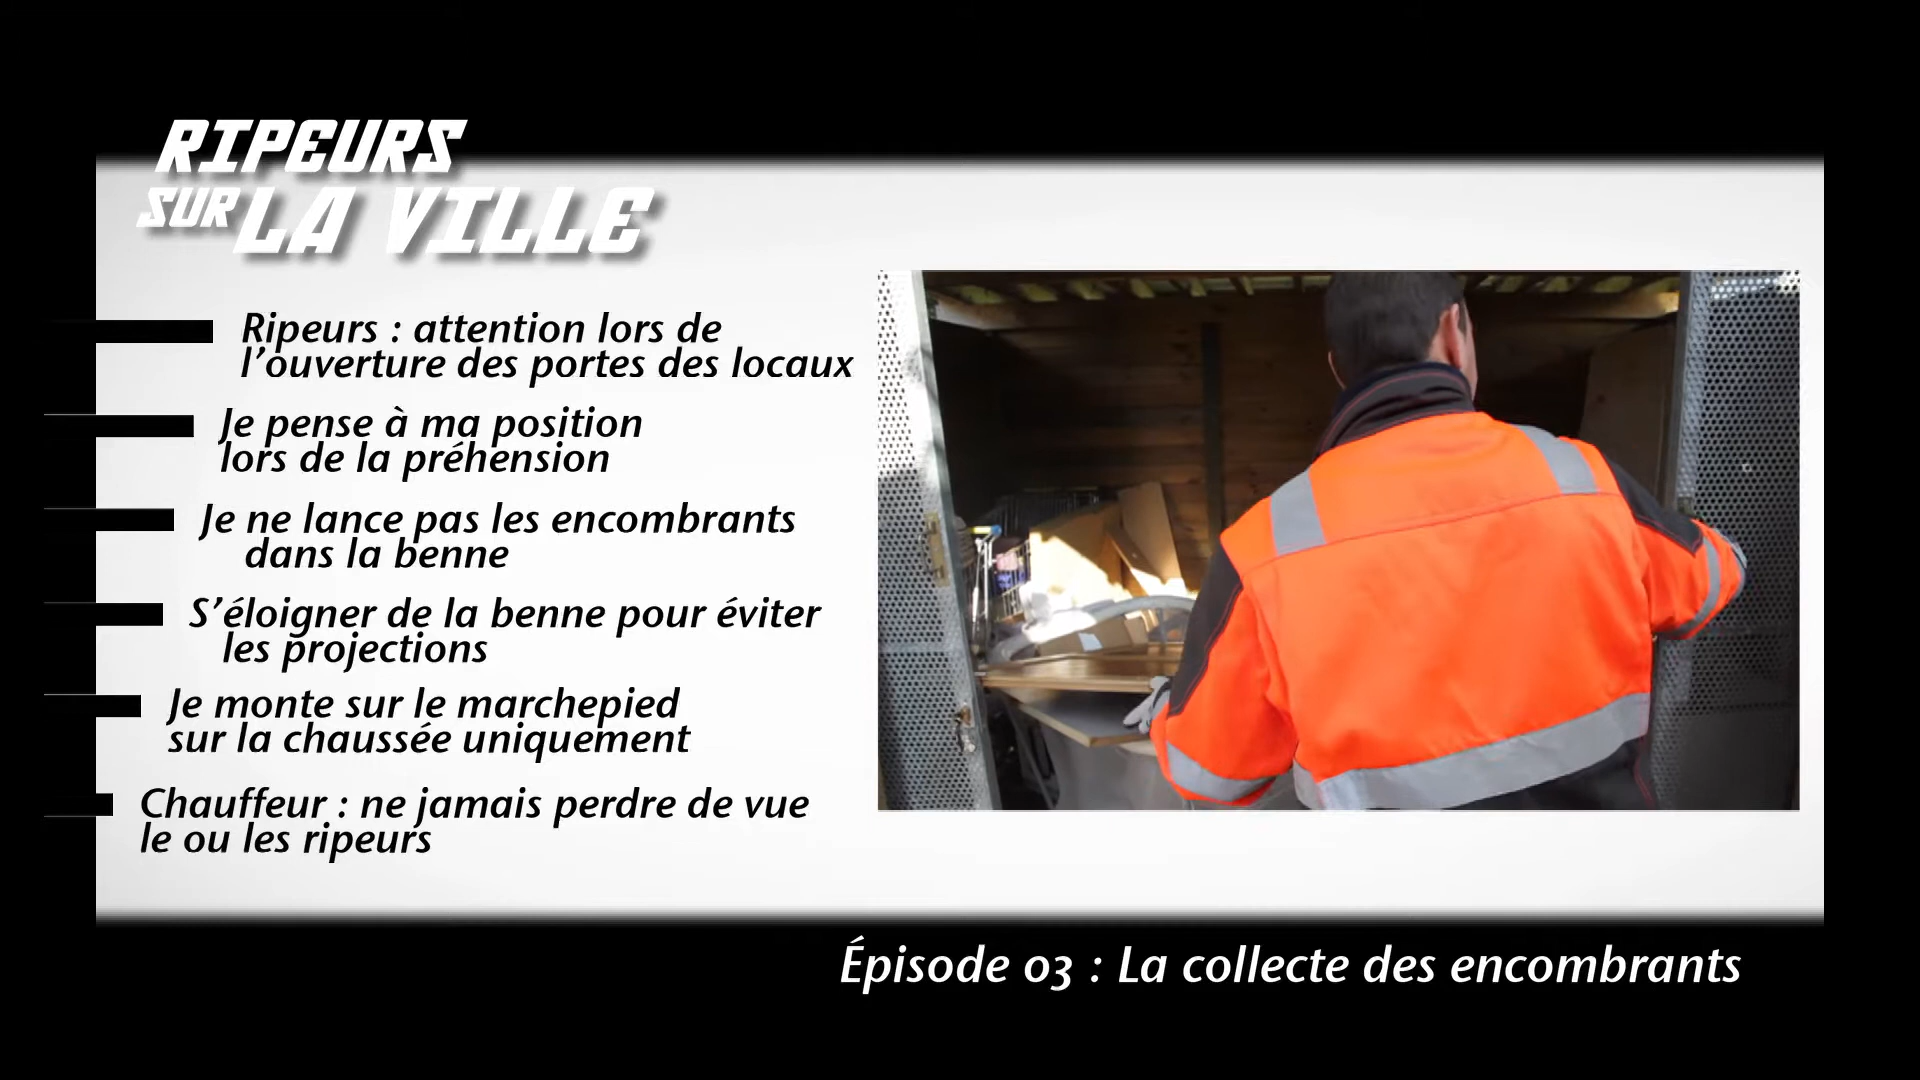 RIPEURS
SUR LA VILLE
Ripeurs : attention lors de
l’ouverture des portes des locaux
Je pense à ma position
lors de la préhension
Je ne lance pas les encombrants
dans la benne
S’éloigner de la benne pour éviter
les projections
Je monte sur le marchepied
sur la chaussée uniquement
Chauffeur : ne jamais perdre de vue
le ou les ripeurs
Épisode 03 : La collecte des encombrants